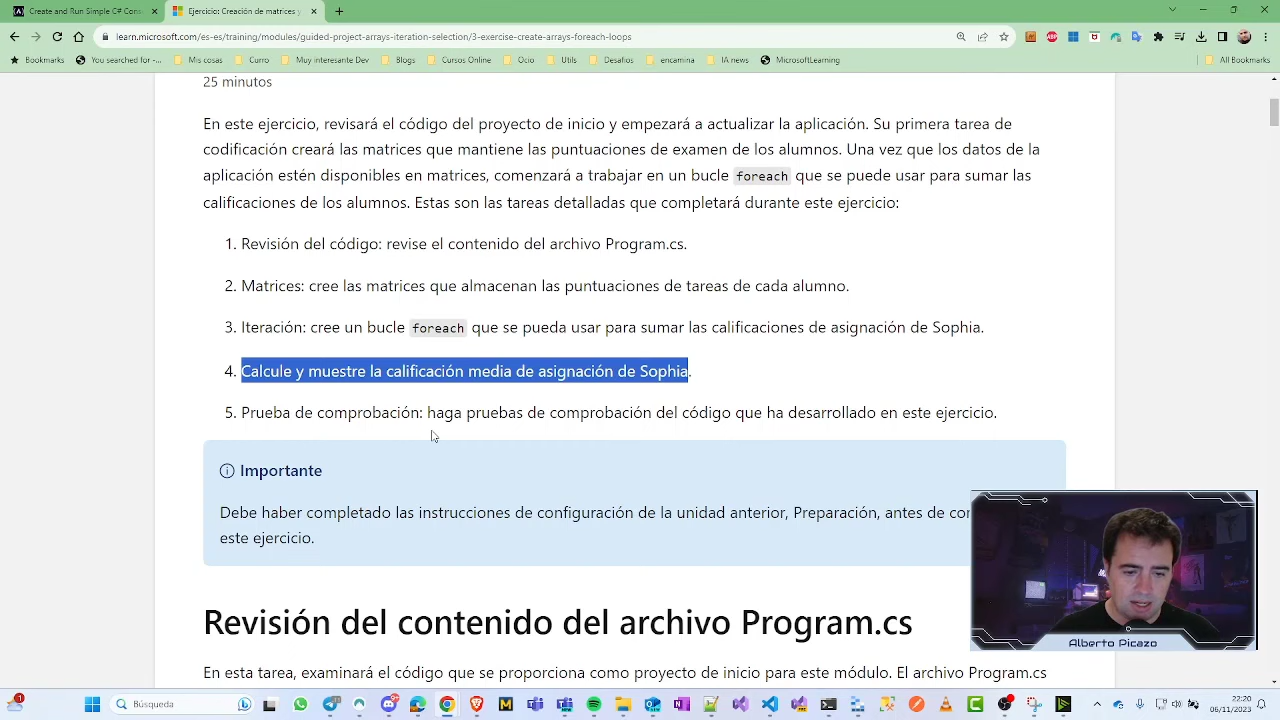 Create and Run Simple C# Cons
Ejercicio: Creación de matrices y
learn.microsoft.com/es-es/training/modules/guided-project-arrays-iteration-selection/3-exercise-create-arrays-foreach-loops
Bookmarks
You searched for -...
Mis cosas
Curro
Muy interesante Dev
Blogs
Cursos Online
Ocio
Utils
Desafios
encamina
IA news
MicrosoftLearning
All Bookmarks
25 minutos
En este ejercicio, revisará el código del proyecto de inicio y empezará a actualizar la aplicación. Su primera tarea de
codificación creará las matrices que mantiene las puntuaciones de examen de los alumnos. Una vez que los datos de la
aplicación estén disponibles en matrices, comenzará a trabajar en un bucle foreach que se puede usar para sumar las
calificaciones de los alumnos. Estas son las tareas detalladas que completará durante este ejercicio:
1. Revisión del código: revise el contenido del archivo Program.cs.
2. Matrices: cree las matrices que almacenan las puntuaciones de tareas de cada alumno.
3. Iteración: cree un bucle foreach que se pueda usar para sumar las calificaciones de asignación de Sophia.
4. Calcule y muestre la calificación media de asignación de Sophia.
5. Prueba de comprobación: haga pruebas de comprobación del código que ha desarrollado en este ejercicio.
Importante
Debe haber completado las instrucciones de configuración de la unidad anterior, Preparación, antes de con
este ejercicio.
Revisión del contenido del archivo Program.cs
Alberto Picazo
En esta tarea, examinará el código que se proporciona como proyecto de inicio para este módulo. El archivo Program.cs
Búsqueda
22:20
06/11/2023